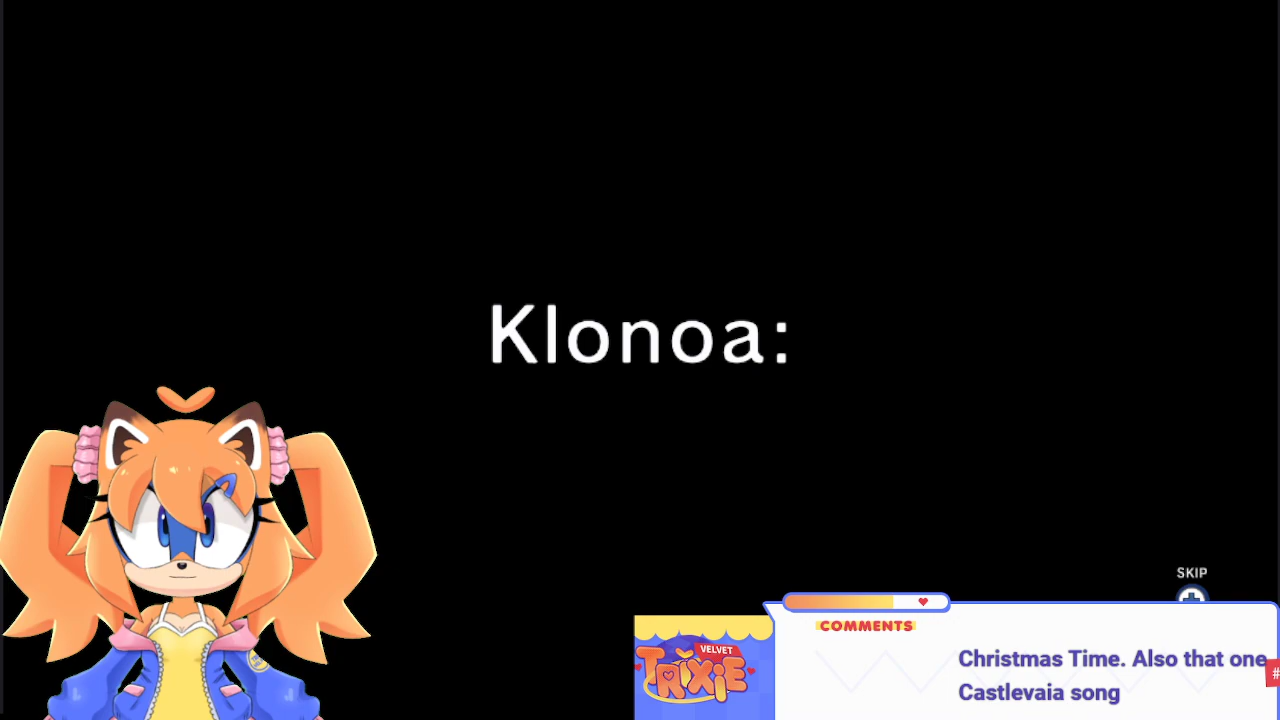 Klonoa:
SKIP
COMMENTS
VELVET
TRIXIE
Christmas Time. Also that one
Castlevaia song
#